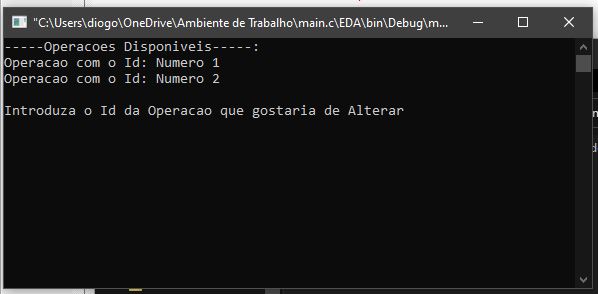 "C:\Users\diogo\OneDrive\Ambiente de Trabalho\main.c\EDA\bin\Debug\m...
-----Operacoes Disponiveis-----:
Operacao com o Id: Numero 1
Operacao com o Id: Numero 2
Introduza o Id da Operacao que gostaria de Alterar